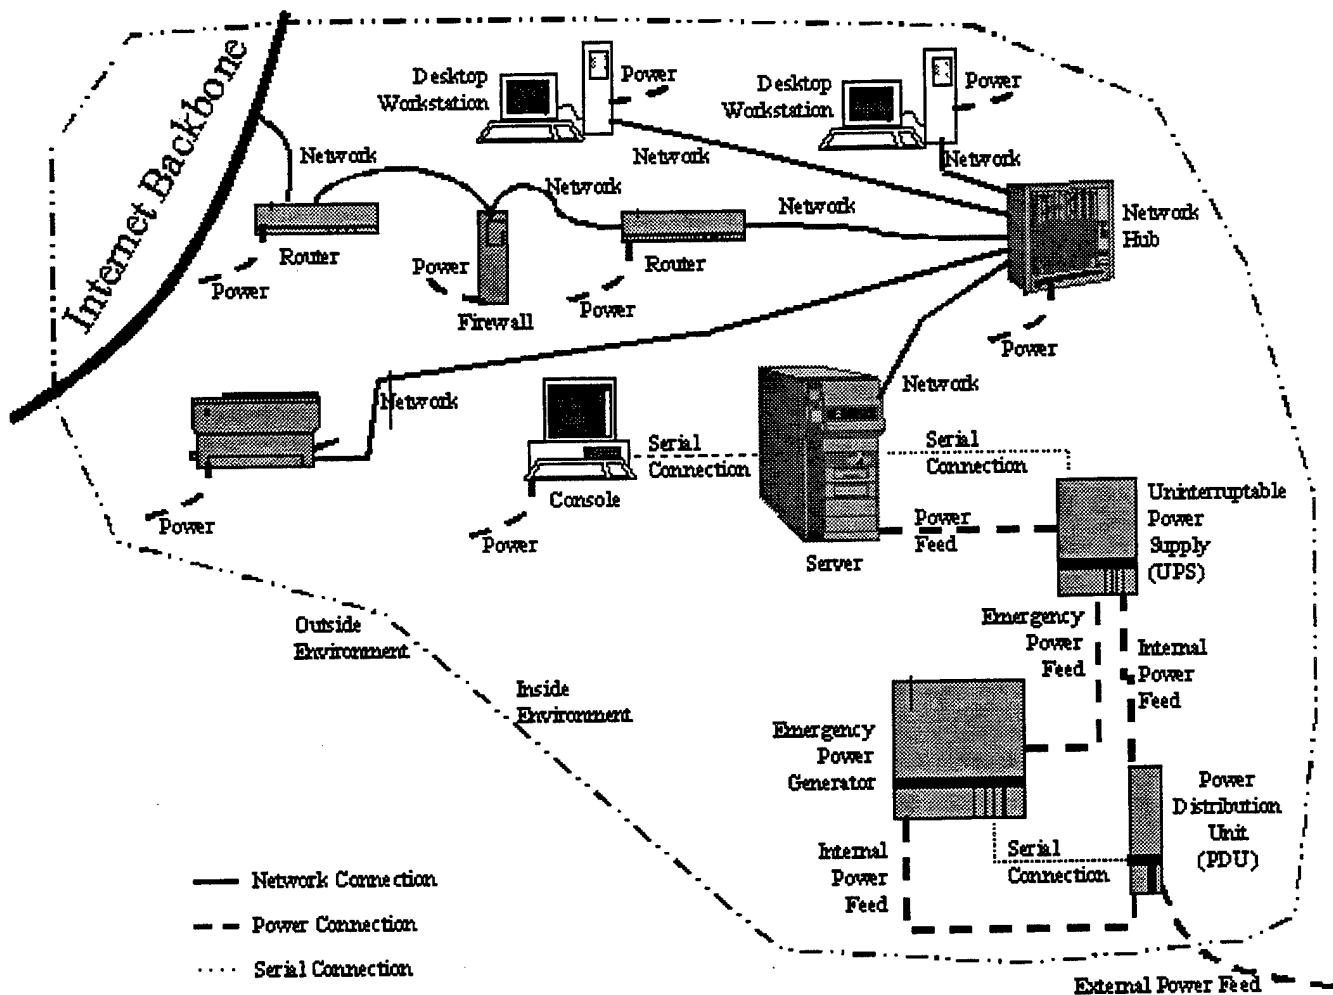 Internet Backbone
Desktop
Workstation
Power
Desktop
Workstation
Power
Network
Network
Network
Network
Network
Network
Hub
Router
Power
Power
Firewall
Router
Power
Power
Network
Network
Power
Console
Power
Serial
Connection
Serial
Connection
Server
Power
Feed
Uninterruptable
Power
Supply
(UPS)
Outside
Environment
Inside
Environment
Emergency
Power
Feed
Internal
Power
Feed
Emergency
Power
Generator
Power
Distribution
Unit
(PDU)
Internal
Power
Feed
Serial
Connection
Network Connection
Power Connection
Serial Connection
External Power Feed